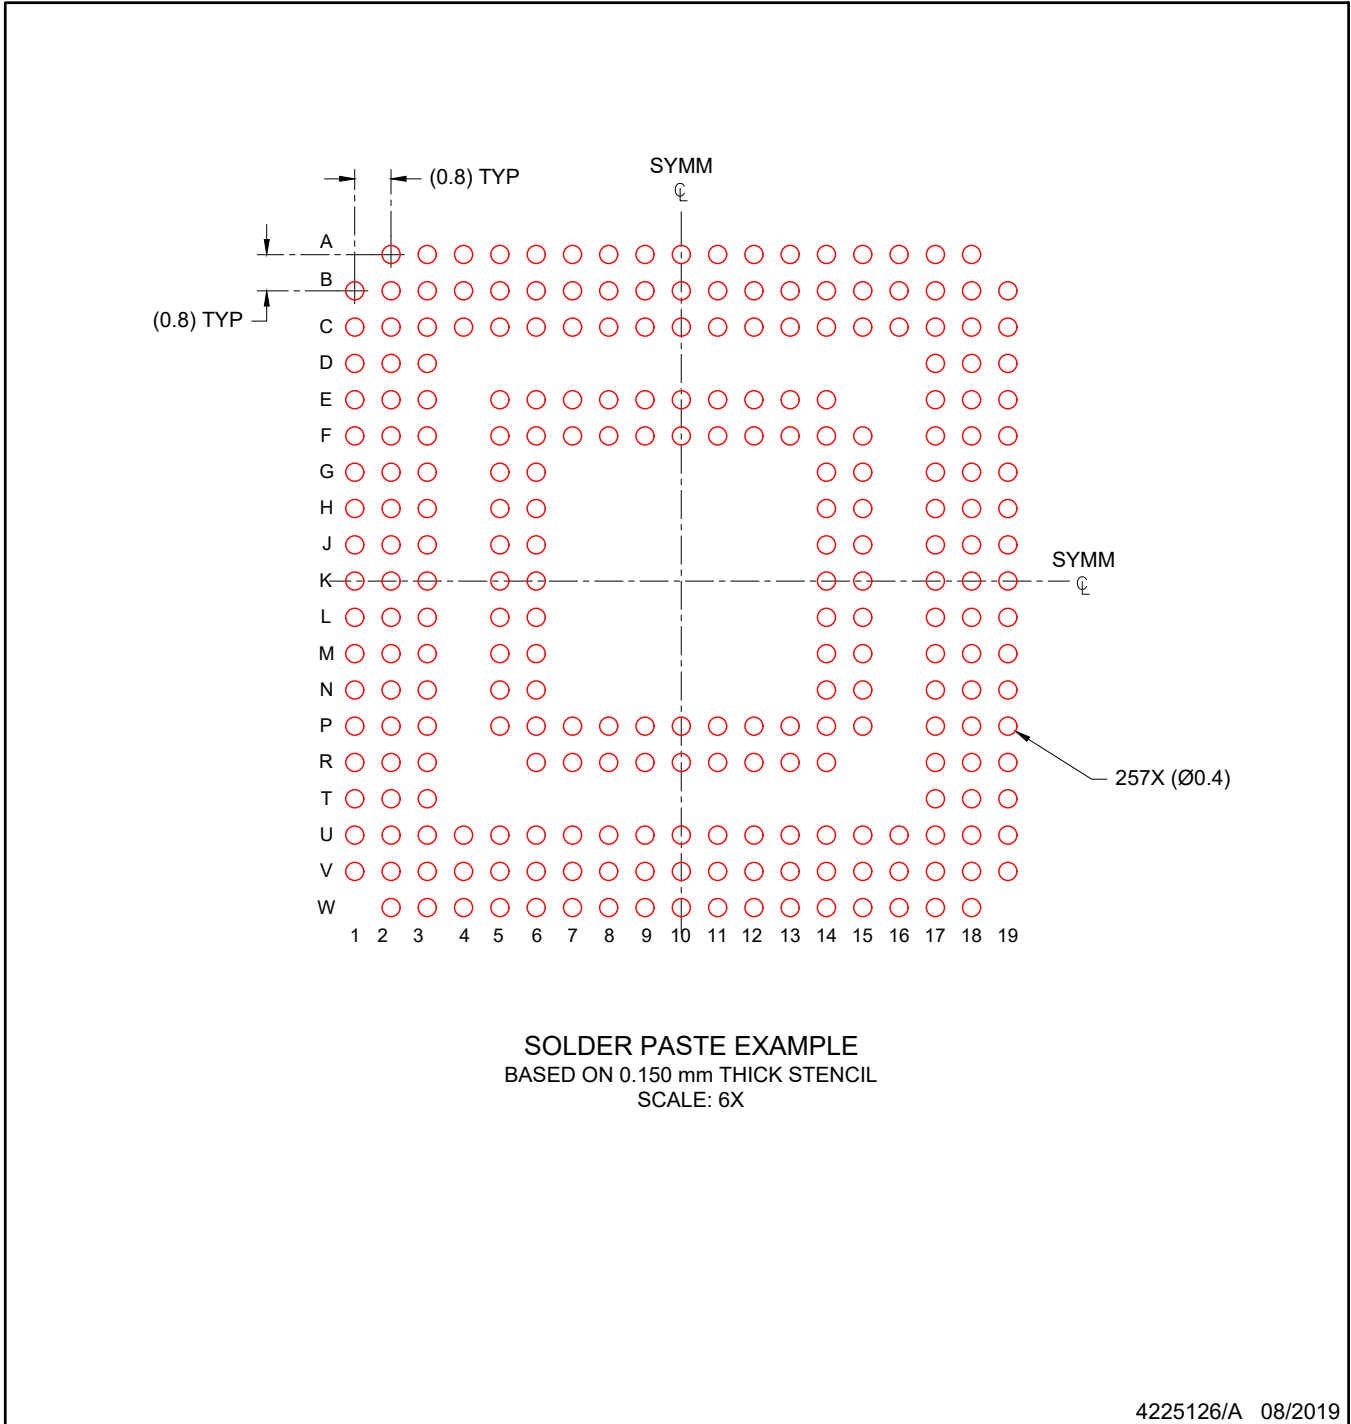 SYMM
℄
(0.8) TYP
A
B
(0.8) TYP
C
D
E
F
G
H
J
SYMM
K
℄
L
M
N
P
R
257X (Ø0.4)
T
U
V
W
1 2 3 4 5 6 7 8 9 10 11 12 13 14 15 16 17 18 19
SOLDER PASTE EXAMPLE
BASED ON 0.150 mm THICK STENCIL
SCALE: 6X
4225126/A 08/2019